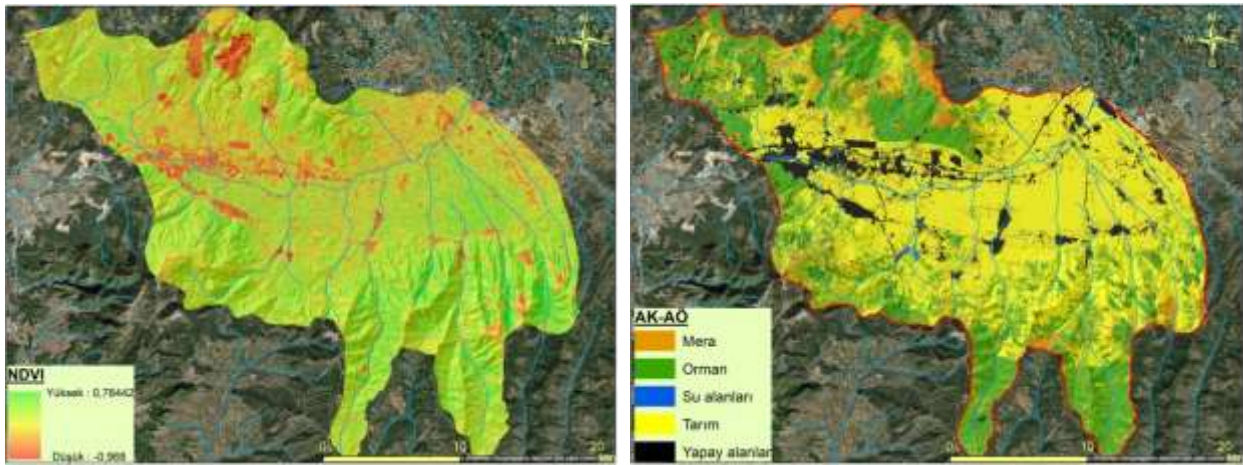 N
W
NDVI
Yüksek : 0,78442
Düşük : -0,988
0 10 20
N
W
AK-AÖ
Mera
Orman
Su alanları
Tarım
Yapay alanlar
0 10 20